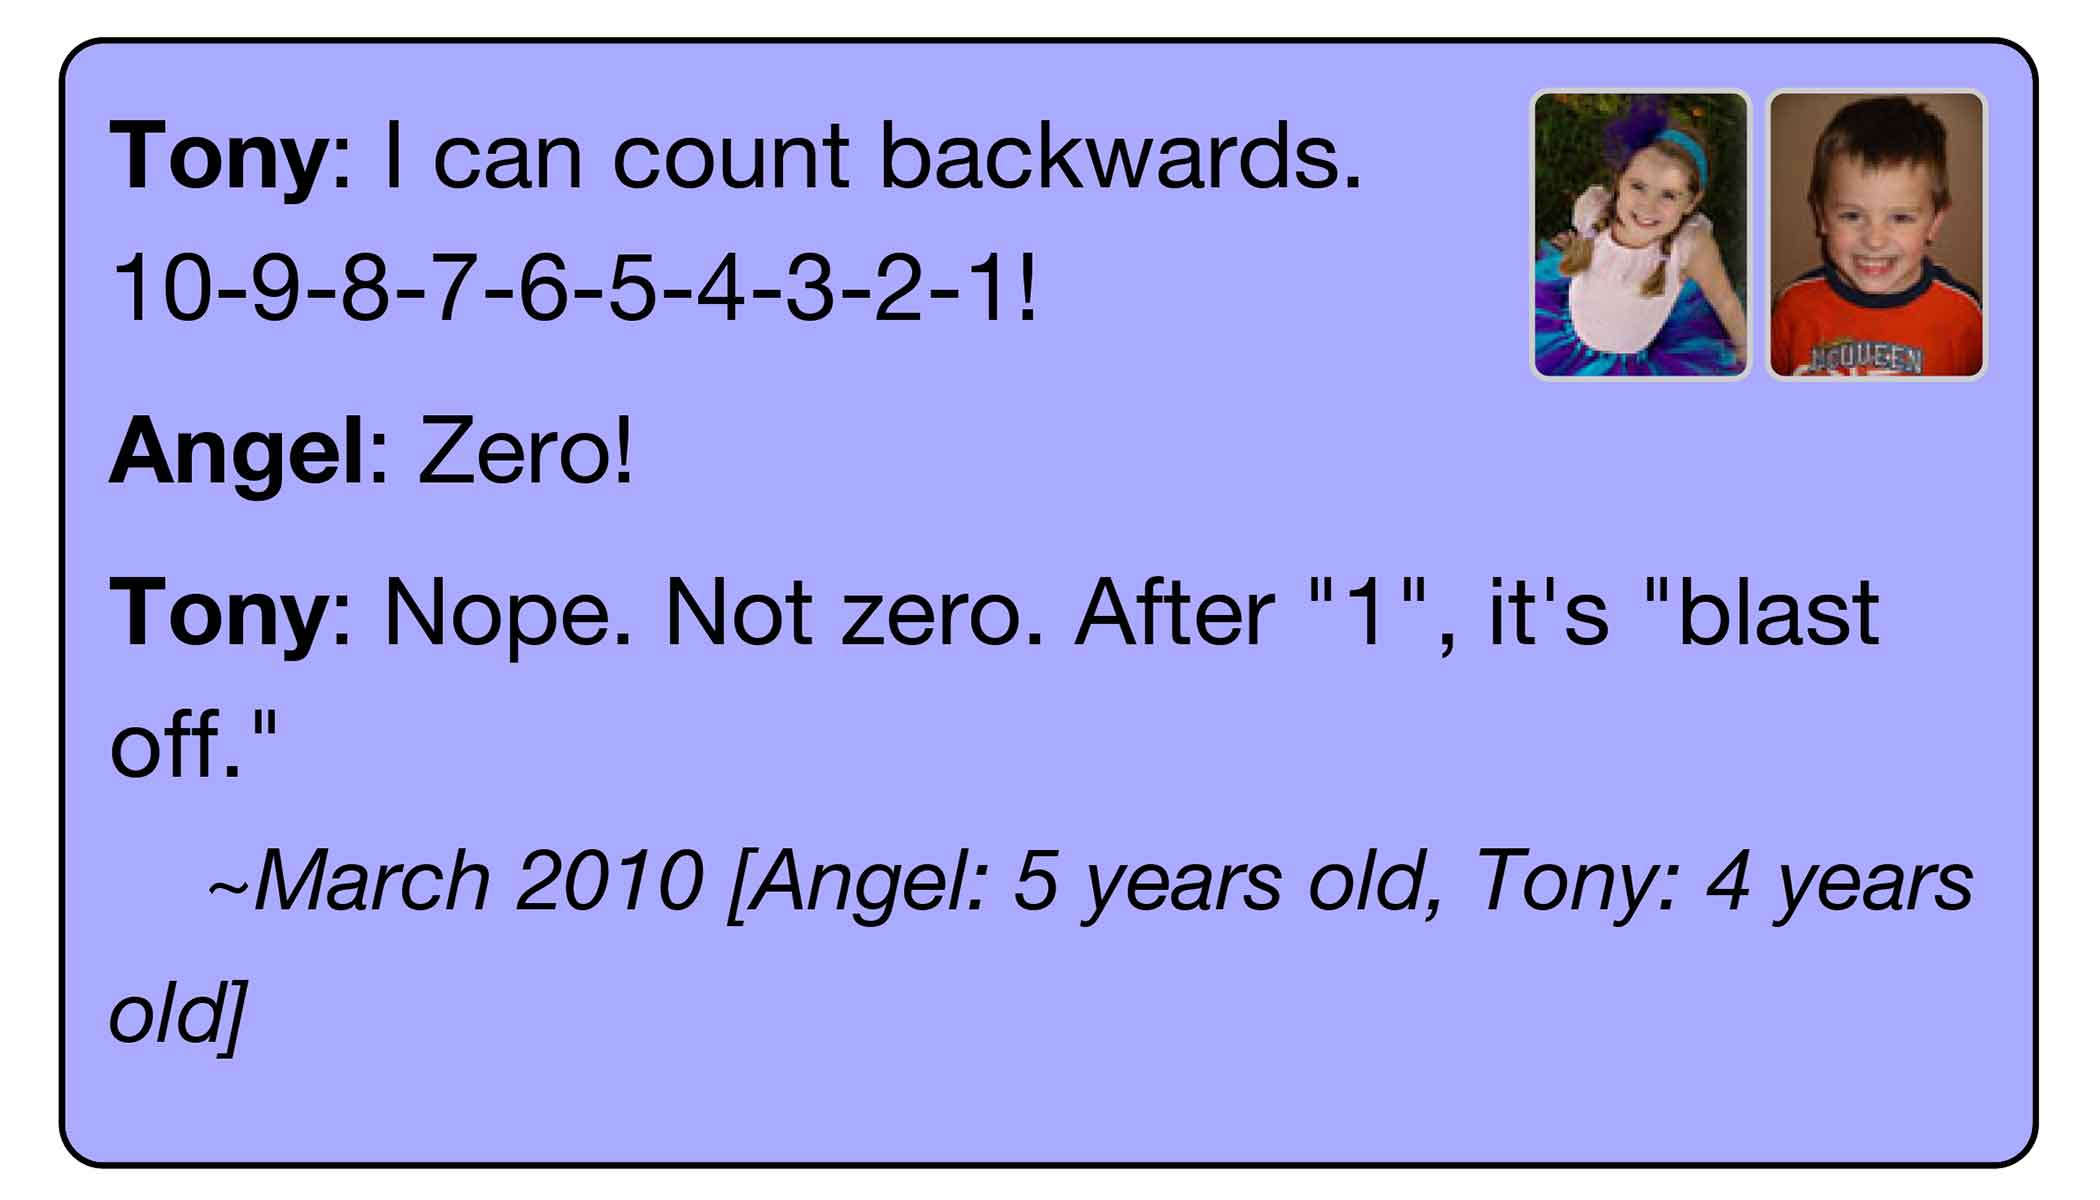 Tony: I can count backwards.
10-9-8-7-6-5-4-3-2-1!
Angel: Zero!
Tony: Nope. Not zero. After "1", it's "blast
off."
~March 2010 [Angel: 5 years old, Tony: 4 years
old]
MCQUEEN